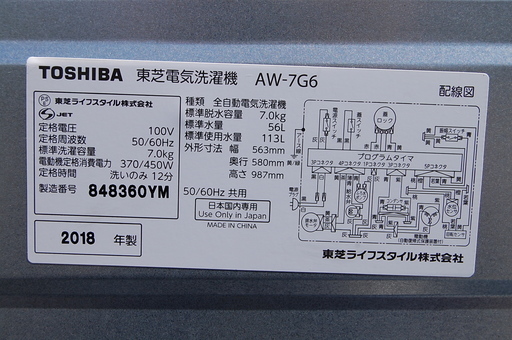 TOSHIBA 東芝電気洗濯機 AW-7G6
配線図
東芝ライフスタイル株式会社
JET
定格電圧 100V
定格周波数 50/60Hz
標準洗濯容量 7.0kg
電動機定格消費電力 370/450W
定格時間 洗いのみ 12分
製造番号 848360YM
2018 年製
種類 全自動電気洗濯機
標準脱水容量 7.0kg
標準水量 56L
標準使用水量 113L
外形寸法 幅 563mm
奥行 580mm
高さ 987mm
50/60Hz 共用
日本国内専用
Use Only in Japan
MADE IN CHINA
蓋ロック
プログラムタイマ
東芝ライフスタイル株式会社